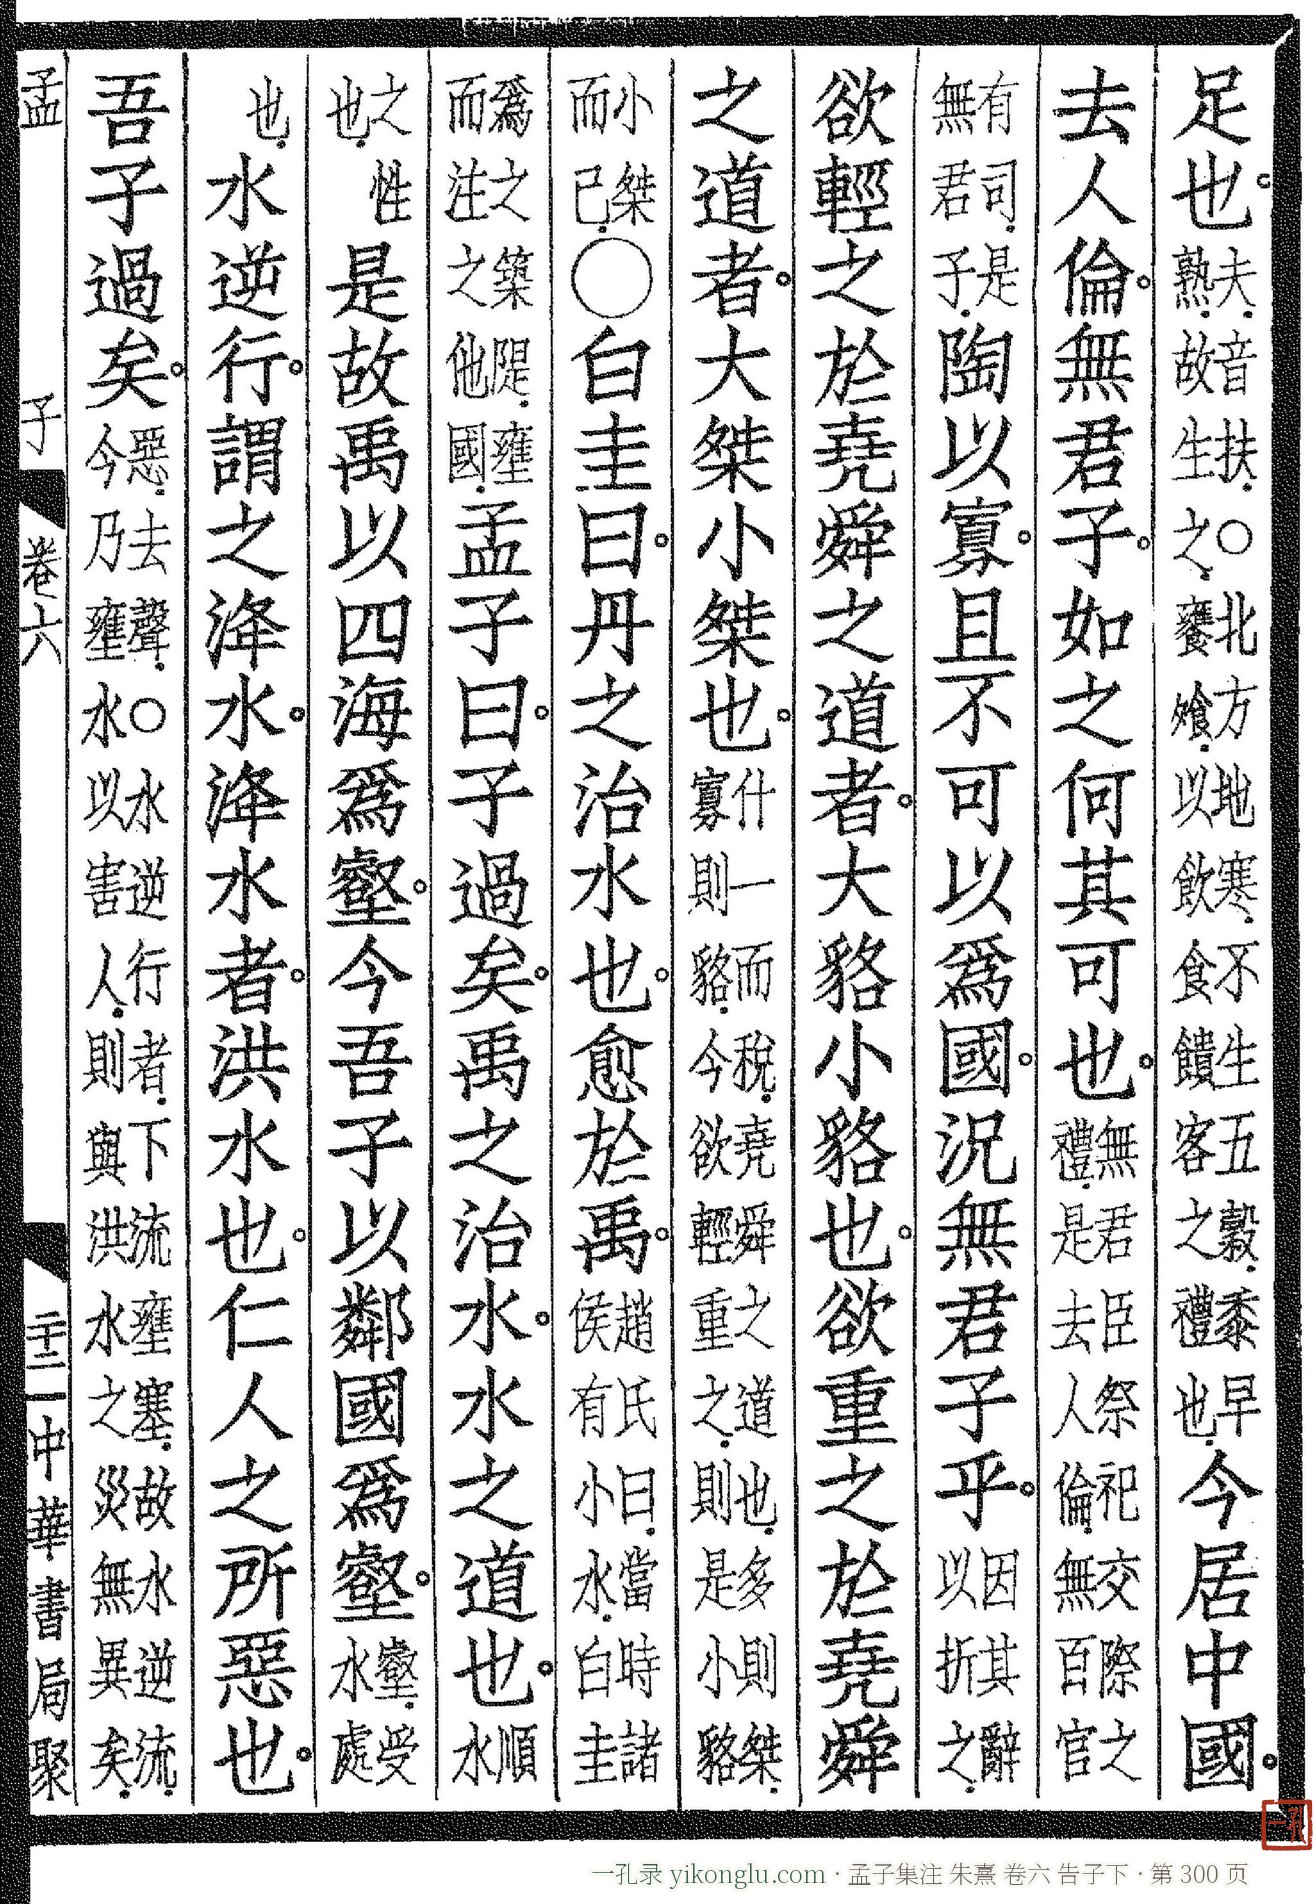 足也。夫.音扶.○北方地寒.不生五穀.黍早熟.故生之.饔飱以飲食饋客之禮也.今居中國。
去人倫。無君子。如之何其可也。無君臣祭祀交際之禮.是去人倫.無百官
有司.是無君子.陶以寡。且不可以爲國。況無君子乎。因其辭以折之.
欲輕之於堯舜之道者。大貉小貉也。欲重之於堯舜
之道者。大桀小桀也。什一而稅.堯舜之道也.多則桀.寡則貉.今欲輕重之.則是小貉
小桀而已.○白圭曰。丹之治水也。愈於禹。趙氏曰.當時諸侯有小水.白圭
爲之築隄.壅而注之他國.孟子曰。子過矣。禹之治水。水之道也。順水
之性也.是故禹以四海爲壑。今吾子以鄰國爲壑。壑.受水處
也.水逆行。謂之洚水。洚水者。洪水也。仁人之所惡也。
吾子過矣。惡.去聲.○水逆行者.下流壅塞.故水逆流.今乃壅水以害人.則與洪水之災無異矣.
孟子 卷六 二十二 中華書局聚
一孔录 yikonglu.com · 孟子集注 朱熹 卷六 告子下 · 第 300 页